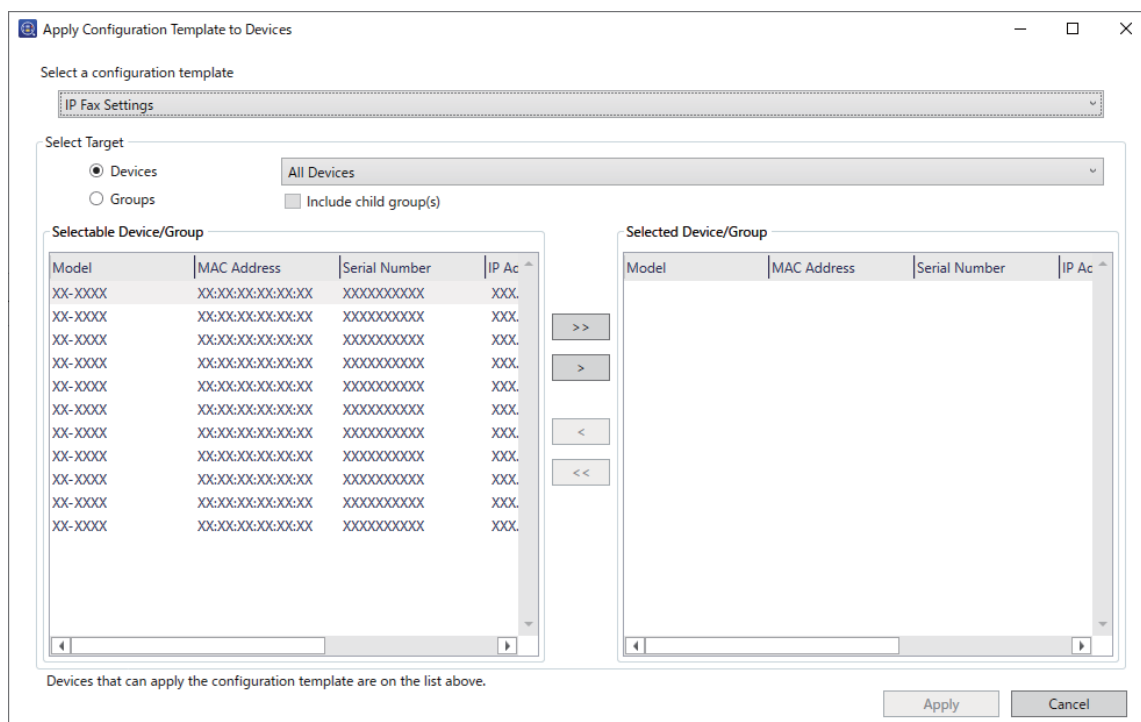 Apply Configuration Template to Devices
Select a configuration template
IP Fax Settings
Select Target
Devices
All Devices
Groups
Include child group(s)
Selectable Device/Group
Model MAC Address Serial Number IP Ac
XX-XXXX XX:XX:XX:XX:XX:XX XXXXXXXXXX XXX.
XX-XXXX XX:XX:XX:XX:XX:XX XXXXXXXXXX XXX.
XX-XXXX XX:XX:XX:XX:XX:XX XXXXXXXXXX XXX.
XX-XXXX XX:XX:XX:XX:XX:XX XXXXXXXXXX XXX.
XX-XXXX XX:XX:XX:XX:XX:XX XXXXXXXXXX XXX.
XX-XXXX XX:XX:XX:XX:XX:XX XXXXXXXXXX XXX.
XX-XXXX XX:XX:XX:XX:XX:XX XXXXXXXXXX XXX.
XX-XXXX XX:XX:XX:XX:XX:XX XXXXXXXXXX XXX.
XX-XXXX XX:XX:XX:XX:XX:XX XXXXXXXXXX XXX.
XX-XXXX XX:XX:XX:XX:XX:XX XXXXXXXXXX XXX.
XX-XXXX XX:XX:XX:XX:XX:XX XXXXXXXXXX XXX.
>>
>
<
<<
Selected Device/Group
Model MAC Address Serial Number IP Ac
Devices that can apply the configuration template are on the list above.
Apply Cancel